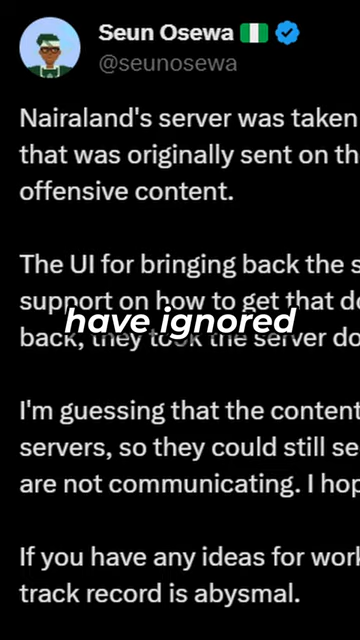 Seun Osewa
@seunosewa
Nairaland's server was taken
that was originally sent on th
offensive content.
The UI for bringing back the s
support on how to get that do
have ignored
back, they took the server do
I'm guessing that the content
servers, so they could still se
are not communicating. I hop
If you have any ideas for work
track record is abysmal.